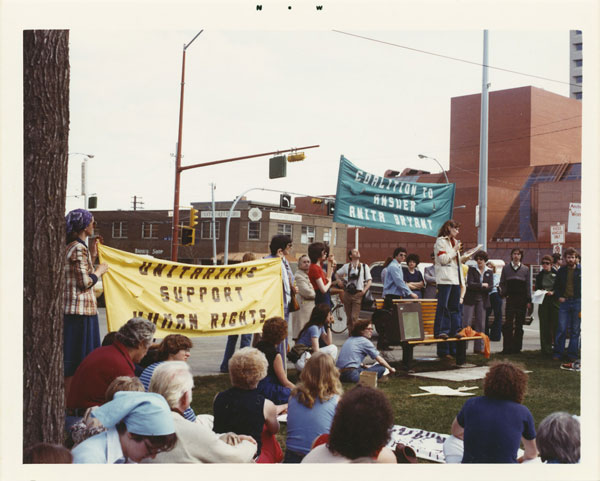 N • W
COALITION TO
ANSWER
ANITA BRYANT
UNITARIANS
SUPPORT
HUMAN RIGHTS